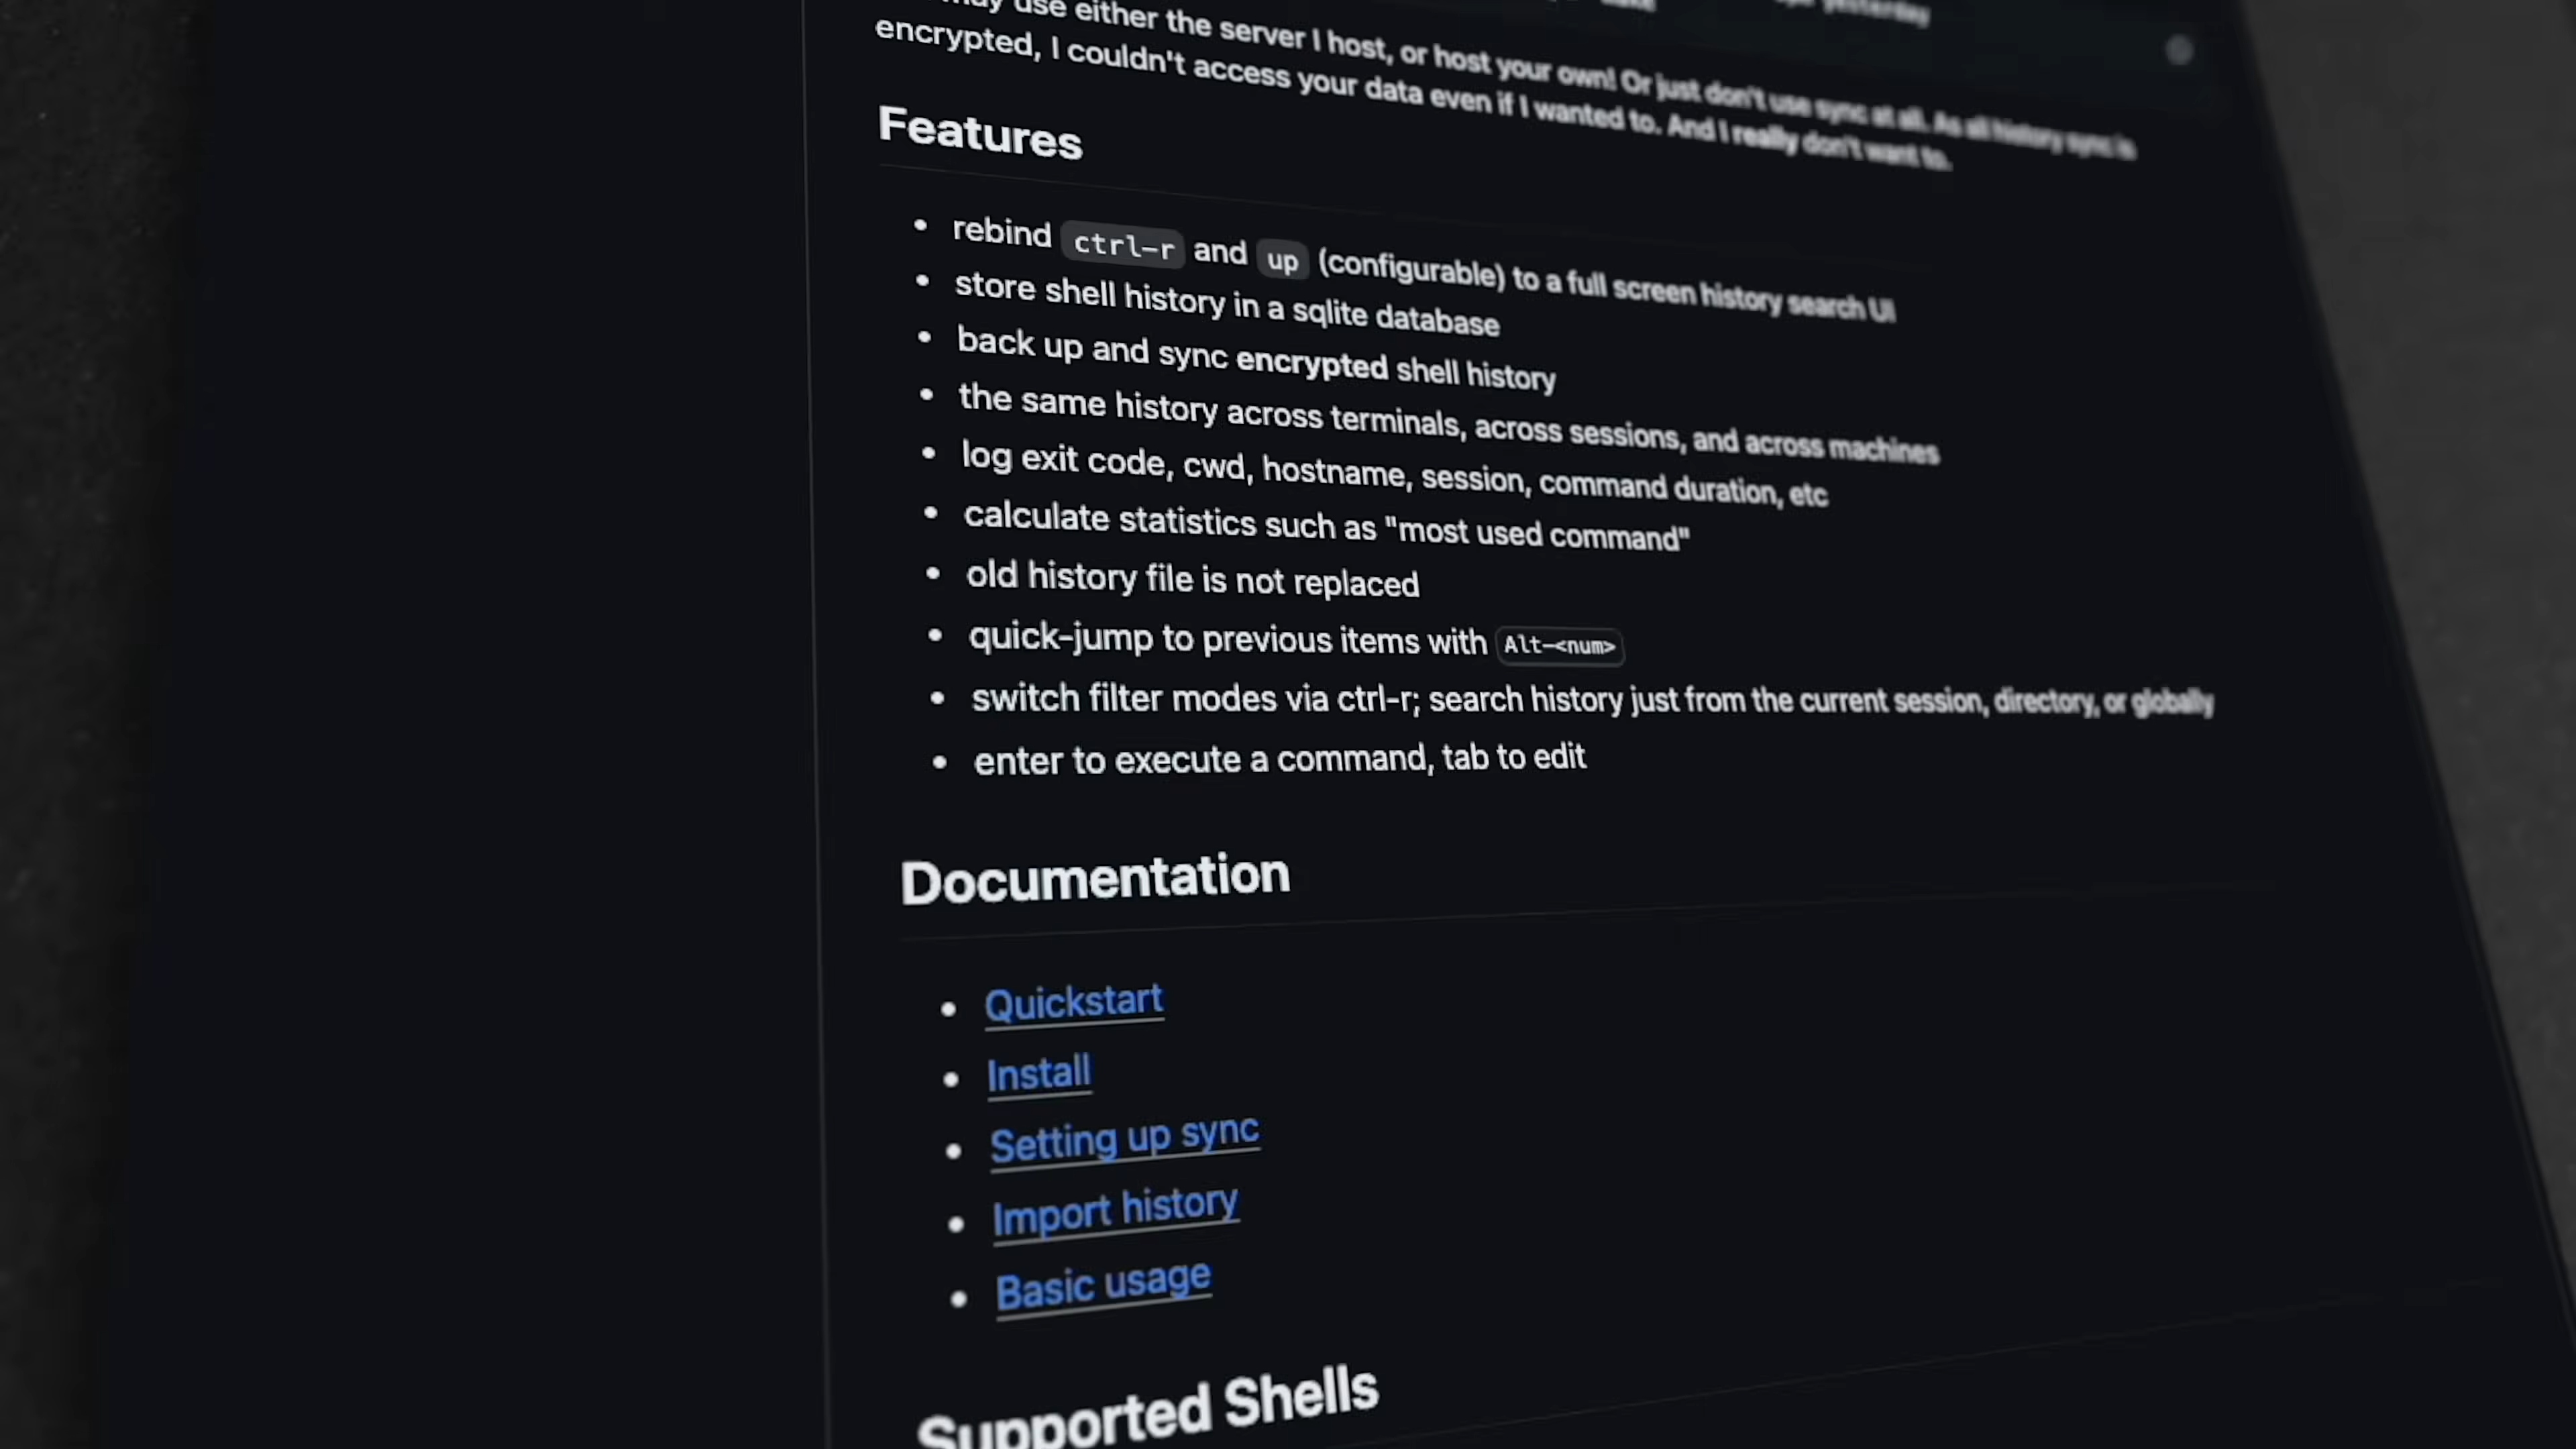 may use either the server I host, or host your own! Or just don't use sync at all. As all history sync is
encrypted, I couldn't access your data even if I wanted to. And I really don't want to.
Features
rebind ctrl-r and up (configurable) to a full screen history search UI
store shell history in a sqlite database
back up and sync encrypted shell history
the same history across terminals, across sessions, and across machines
log exit code, cwd, hostname, session, command duration, etc
calculate statistics such as "most used command"
old history file is not replaced
quick-jump to previous items with Alt-<num>
switch filter modes via ctrl-r; search history just from the current session, directory, or globally
enter to execute a command, tab to edit
Documentation
Quickstart
Install
Setting up sync
Import history
Basic usage
Supported Shells